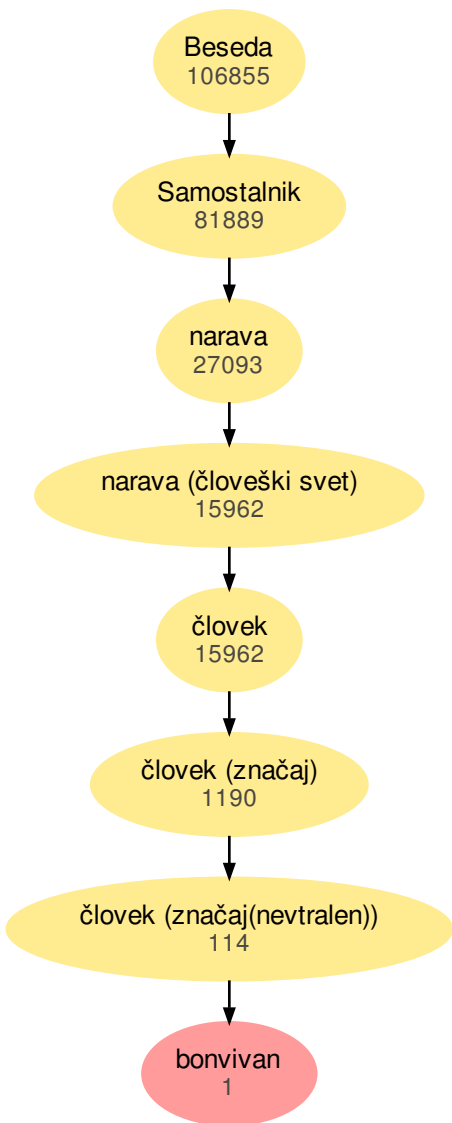 Beseda
106855
Samostalnik
81889
narava
27093
narava (človeški svet)
15962
človek
15962
človek (značaj)
1190
človek (značaj(nevtralen))
114
bonvivan
1